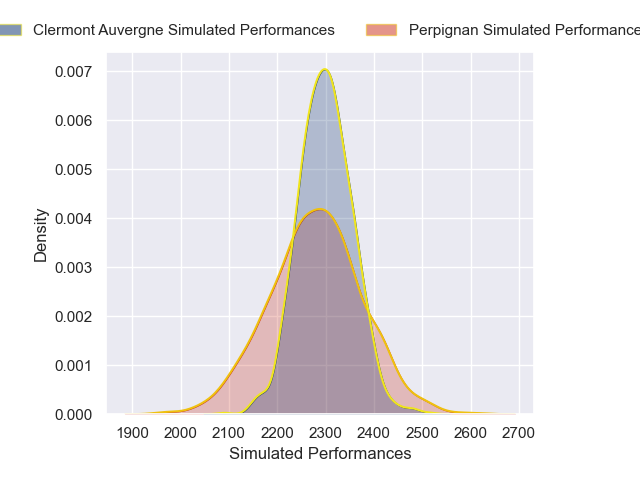 Clermont Auvergne Simulated Performances Perpignan Simulated Performance
0.007
0.006
0.005
0.004
0.003
0.002
0.001
0.000
Density
1900 2000 2100 2200 2300 2400 2500 2600 2700
Simulated Performances